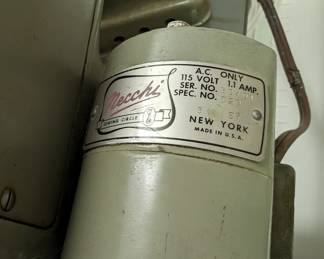 Necchi
SEWING CIRCLE
A.C. ONLY
115 VOLT 1.1 AMP.
SER. NO.
SPEC. NO.
NEW YORK
MADE IN U.S.A.